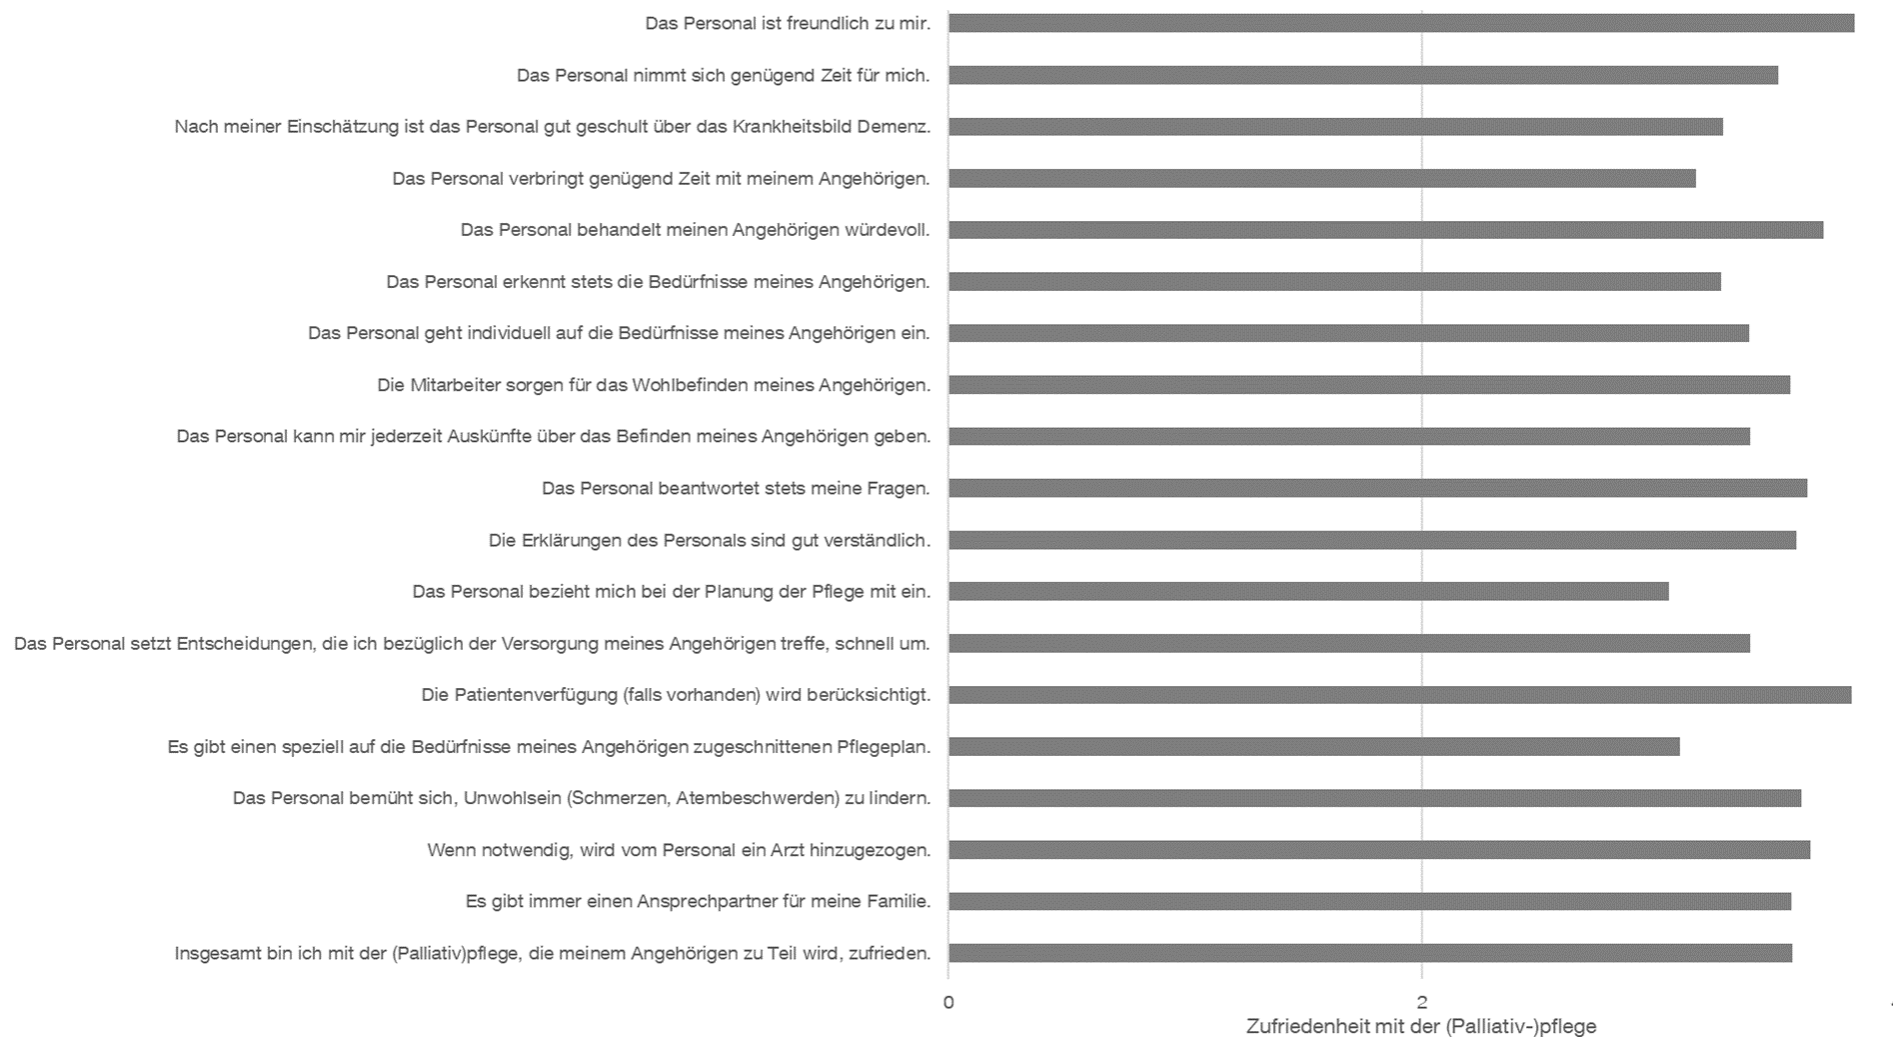 Das Personal ist freundlich zu mir.
Das Personal nimmt sich genügend Zeit für mich.
Nach meiner Einschätzung ist das Personal gut geschult über das Krankheitsbild Demenz.
Das Personal verbringt genügend Zeit mit meinem Angehörigen.
Das Personal behandelt meinen Angehörigen würdevoll.
Das Personal erkennt stets die Bedürfnisse meines Angehörigen.
Das Personal geht individuell auf die Bedürfnisse meines Angehörigen ein.
Die Mitarbeiter sorgen für das Wohlbefinden meines Angehörigen.
Das Personal kann mir jederzeit Auskünfte über das Befinden meines Angehörigen geben.
Das Personal beantwortet stets meine Fragen.
Die Erklärungen des Personals sind gut verständlich.
Das Personal bezieht mich bei der Planung der Pflege mit ein.
Das Personal setzt Entscheidungen, die ich bezüglich der Versorgung meines Angehörigen treffe, schnell um.
Die Patientenverfügung (falls vorhanden) wird berücksichtigt.
Es gibt einen speziell auf die Bedürfnisse meines Angehörigen zugeschnittenen Pflegeplan.
Das Personal bemüht sich, Unwohlsein (Schmerzen, Atembeschwerden) zu lindern.
Wenn notwendig, wird vom Personal ein Arzt hinzugezogen.
Es gibt immer einen Ansprechpartner für meine Familie.
Insgesamt bin ich mit der (Palliativ)pflege, die meinem Angehörigen zu Teil wird, zufrieden.
0 2
Zufriedenheit mit der (Palliativ-)pflege